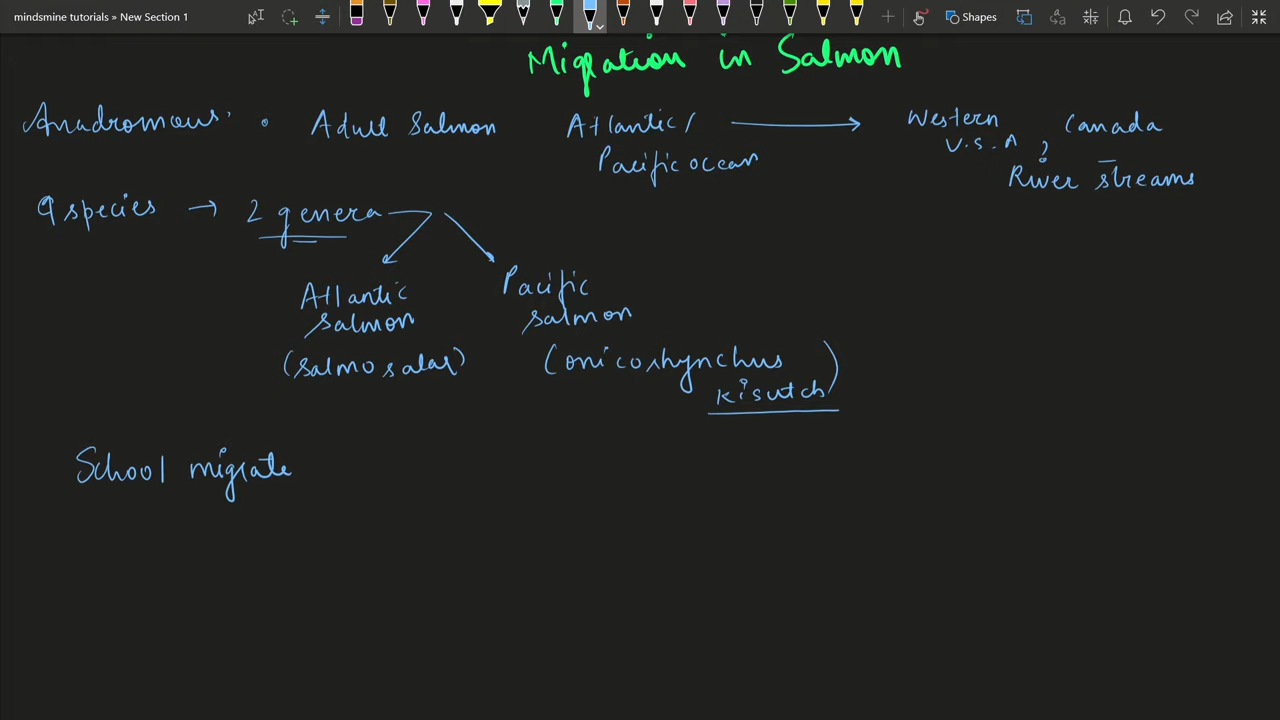 mindsmine tutorials » New Section 1
Shapes
Migration in Salmon
Anadromous: • Adult Salmon Atlantic/ Pacific ocean → Western U.S.A, Canada River streams
9 species → 2 genera
Atlantic salmon (salmo salar)
Pacific salmon (onicorhynchus kisutch)
School migrate